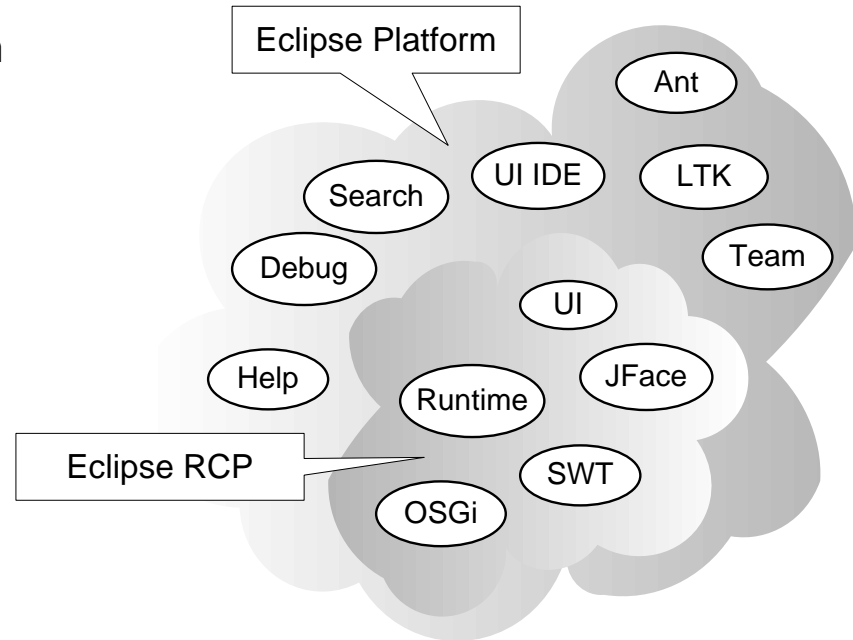 Eclipse Platform
Ant
UI IDE
LTK
Search
Team
Debug
UI
Help
JFace
Runtime
Eclipse RCP
SWT
OSGi